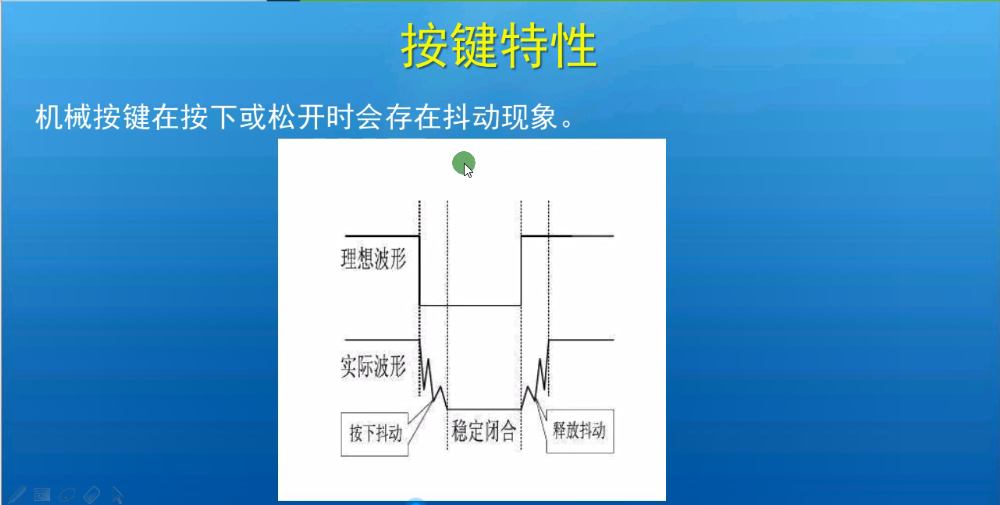 按键特性
机械按键在按下或松开时会存在抖动现象。
理想波形
实际波形
按下抖动
稳定闭合
释放抖动